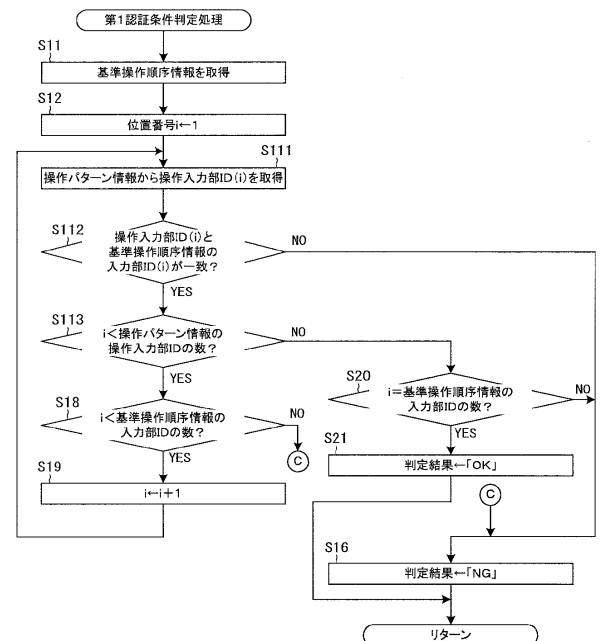 第1認証条件判定処理
S11
基準操作順序情報を取得
S12
位置番号i←1
S111
操作パターン情報から操作入力部ID(i)を取得
S112
操作入力部ID(i)と
基準操作順序情報の
入力部ID(i)が一致?
NO
YES
S113
i<操作パターン情報の
操作入力部IDの数?
NO
YES
S18
i<基準操作順序情報の
入力部IDの数?
NO
C
YES
S19
i←i+1
S20
i=基準操作順序情報の
入力部IDの数?
NO
YES
S21
判定結果←「OK」
C
S16
判定結果←「NG」
リターン